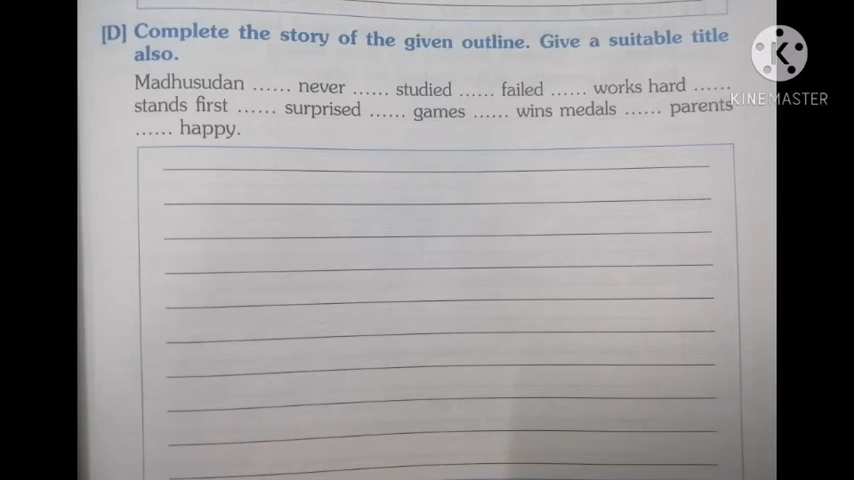 [D] Complete the story of the given outline. Give a suitable title
also.
Madhusudan ...... never ...... studied ...... failed ...... works hard ......
stands first ...... surprised ...... games ...... wins medals ...... parents
...... happy.
KINEMASTER